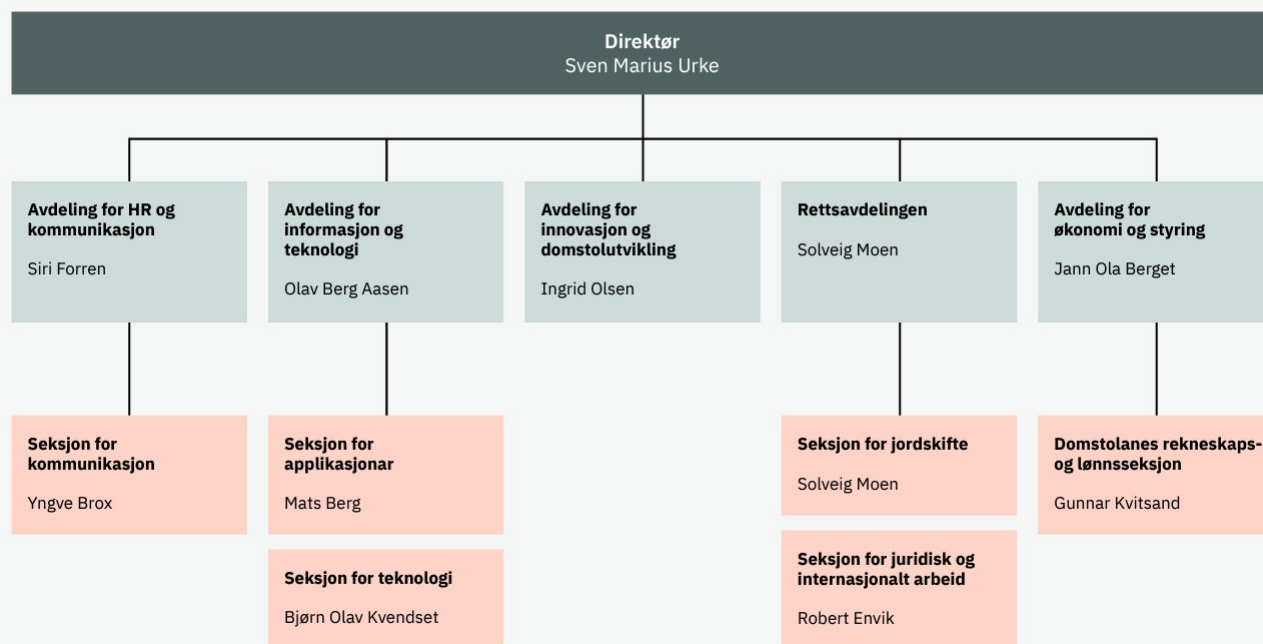 Direktør
Sven Marius Urke
Avdeling for HR og
kommunikasjon
Siri Forren
Avdeling for
informasjon og
teknologi
Olav Berg Aasen
Avdeling for
innovasjon og
domstolutvikling
Ingrid Olsen
Rettsavdelingen
Solveig Moen
Avdeling for
økonomi og styring
Jann Ola Berget
Seksjon for
kommunikasjon
Yngve Brox
Seksjon for
applikasjonar
Mats Berg
Seksjon for teknologi
Bjørn Olav Kvendset
Seksjon for jordskifte
Solveig Moen
Seksjon for juridisk og
internasjonalt arbeid
Robert Envik
Domstolanes rekneskaps-
og lønnsseksjon
Gunnar Kvitsand